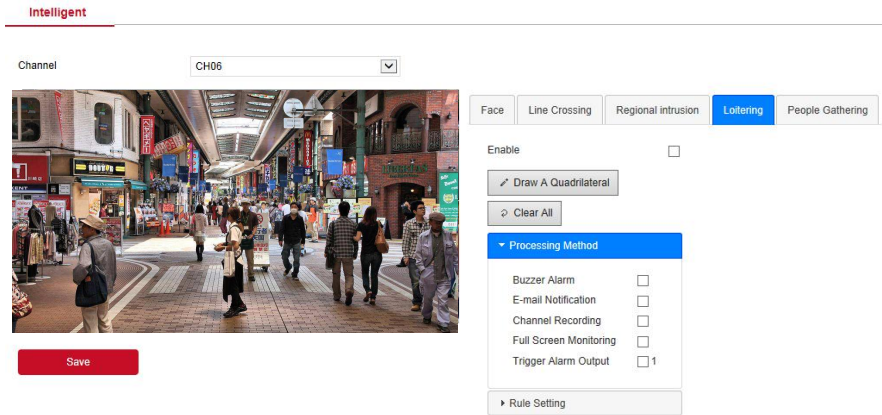 Intelligent
Channel
CH06
Face
Line Crossing
Regional intrusion
Loitering
People Gathering
Enable
Draw A Quadrilateral
Clear All
Processing Method
Buzzer Alarm
E-mail Notification
Channel Recording
Full Screen Monitoring
Trigger Alarm Output
1
Save
Rule Setting